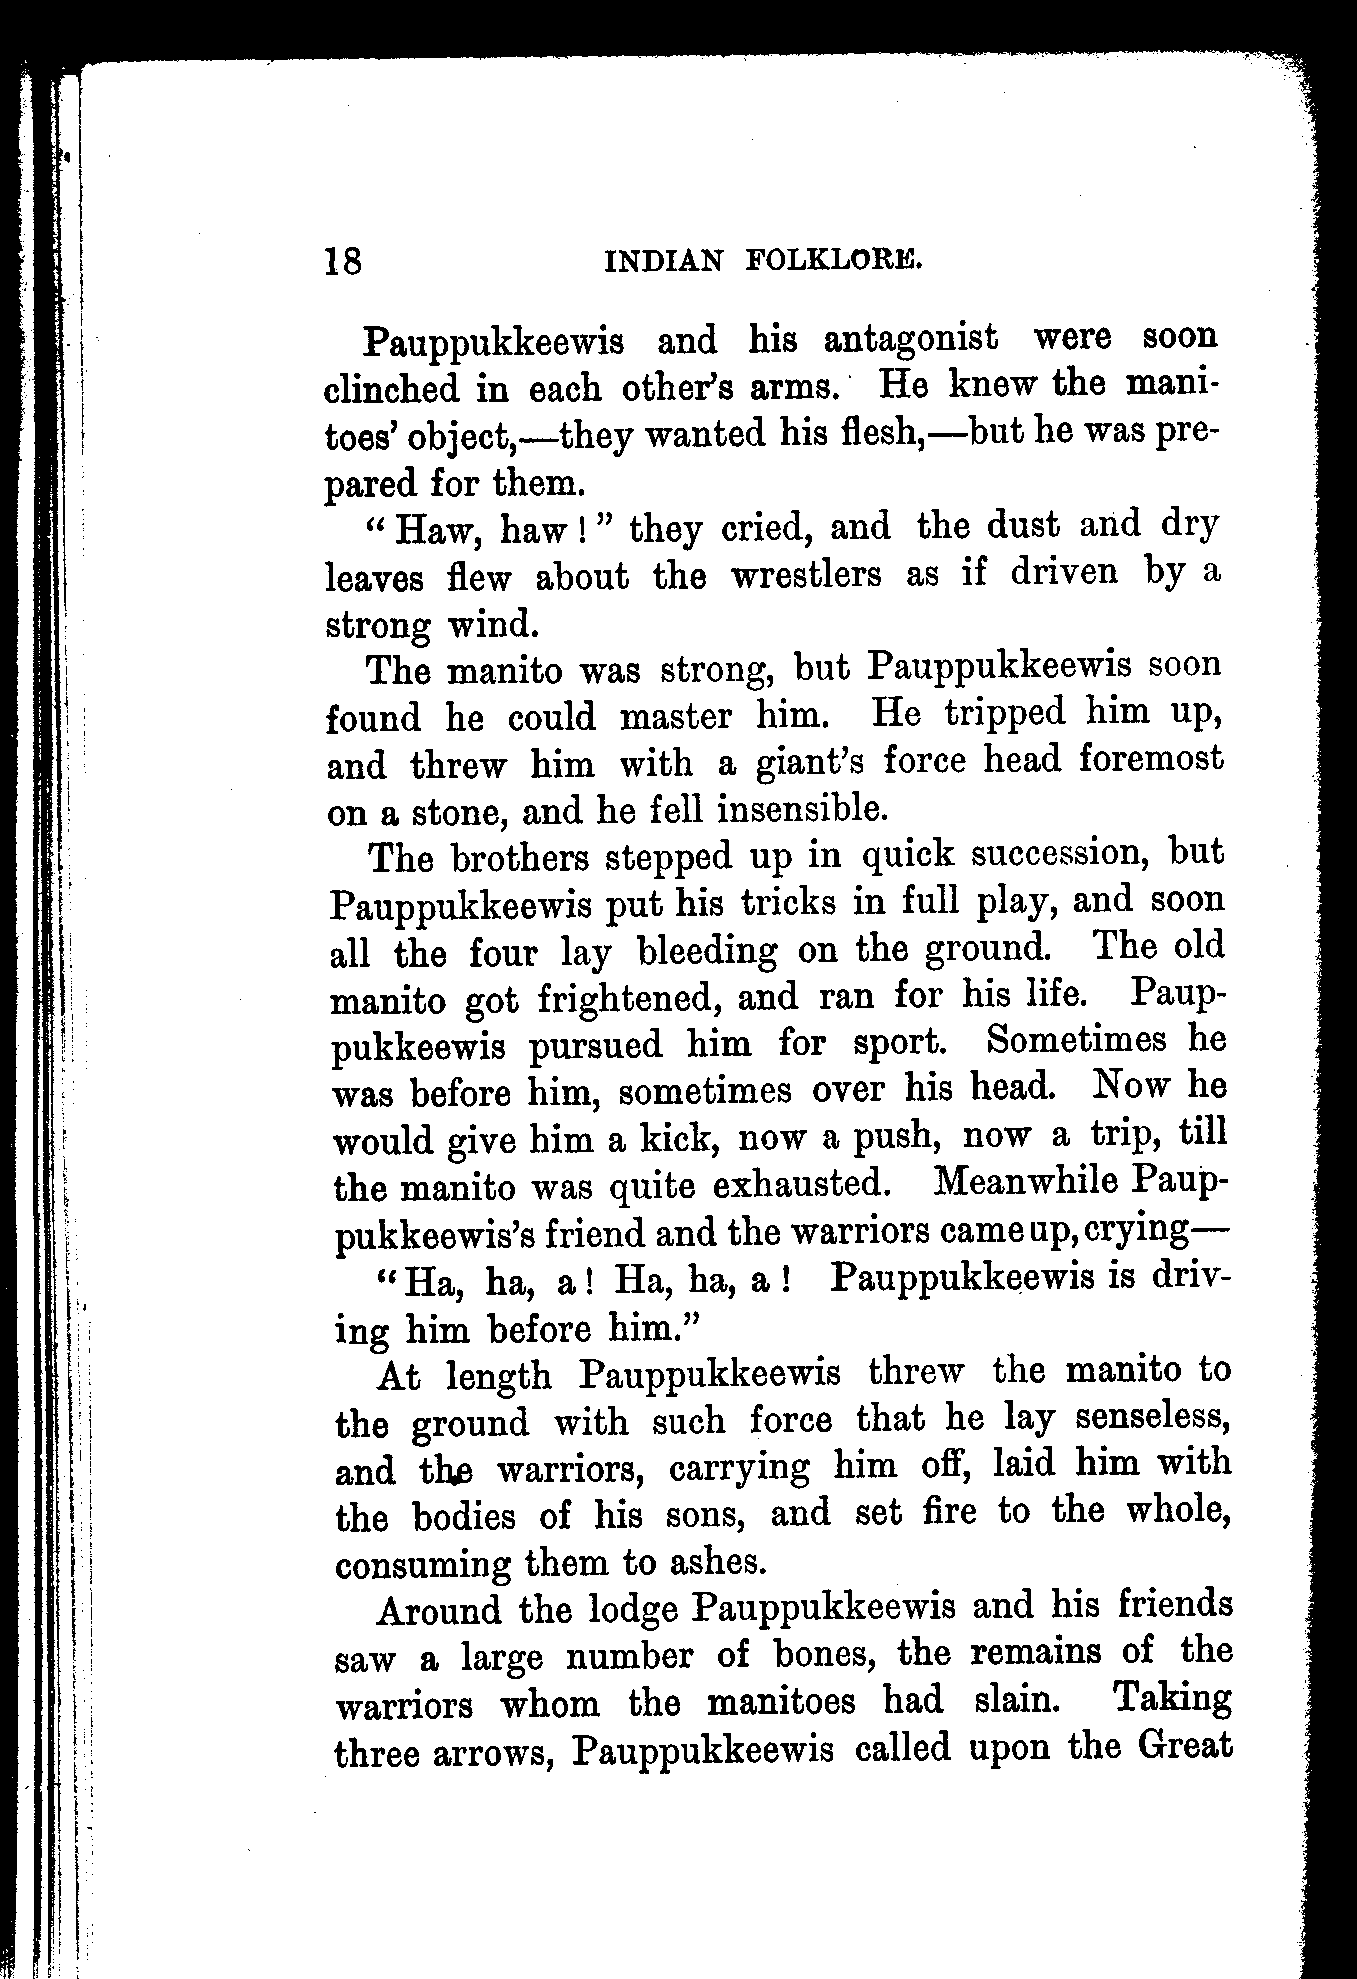 18 INDIAN FOLKLORE.
Pauppukkeewis and his antagonist were soon
clinched in each other's arms. He knew the mani-
toes' object,—they wanted his flesh,—but he was pre-
pared for them.
“ Haw, haw ! ” they cried, and the dust and dry
leaves flew about the wrestlers as if driven by a
strong wind.
The manito was strong, but Pauppukkeewis soon
found he could master him. He tripped him up,
and threw him with a giant's force head foremost
on a stone, and he fell insensible.
The brothers stepped up in quick succession, but
Pauppukkeewis put his tricks in full play, and soon
all the four lay bleeding on the ground. The old
manito got frightened, and ran for his life. Paup-
pukkeewis pursued him for sport. Sometimes he
was before him, sometimes over his head. Now he
would give him a kick, now a push, now a trip, till
the manito was quite exhausted. Meanwhile Paup-
pukkeewis's friend and the warriors came up, crying—
“ Ha, ha, a ! Ha, ha, a ! Pauppukkeewis is driv-
ing him before him.”
At length Pauppukkeewis threw the manito to
the ground with such force that he lay senseless,
and the warriors, carrying him off, laid him with
the bodies of his sons, and set fire to the whole,
consuming them to ashes.
Around the lodge Pauppukkeewis and his friends
saw a large number of bones, the remains of the
warriors whom the manitoes had slain. Taking
three arrows, Pauppukkeewis called upon the Great